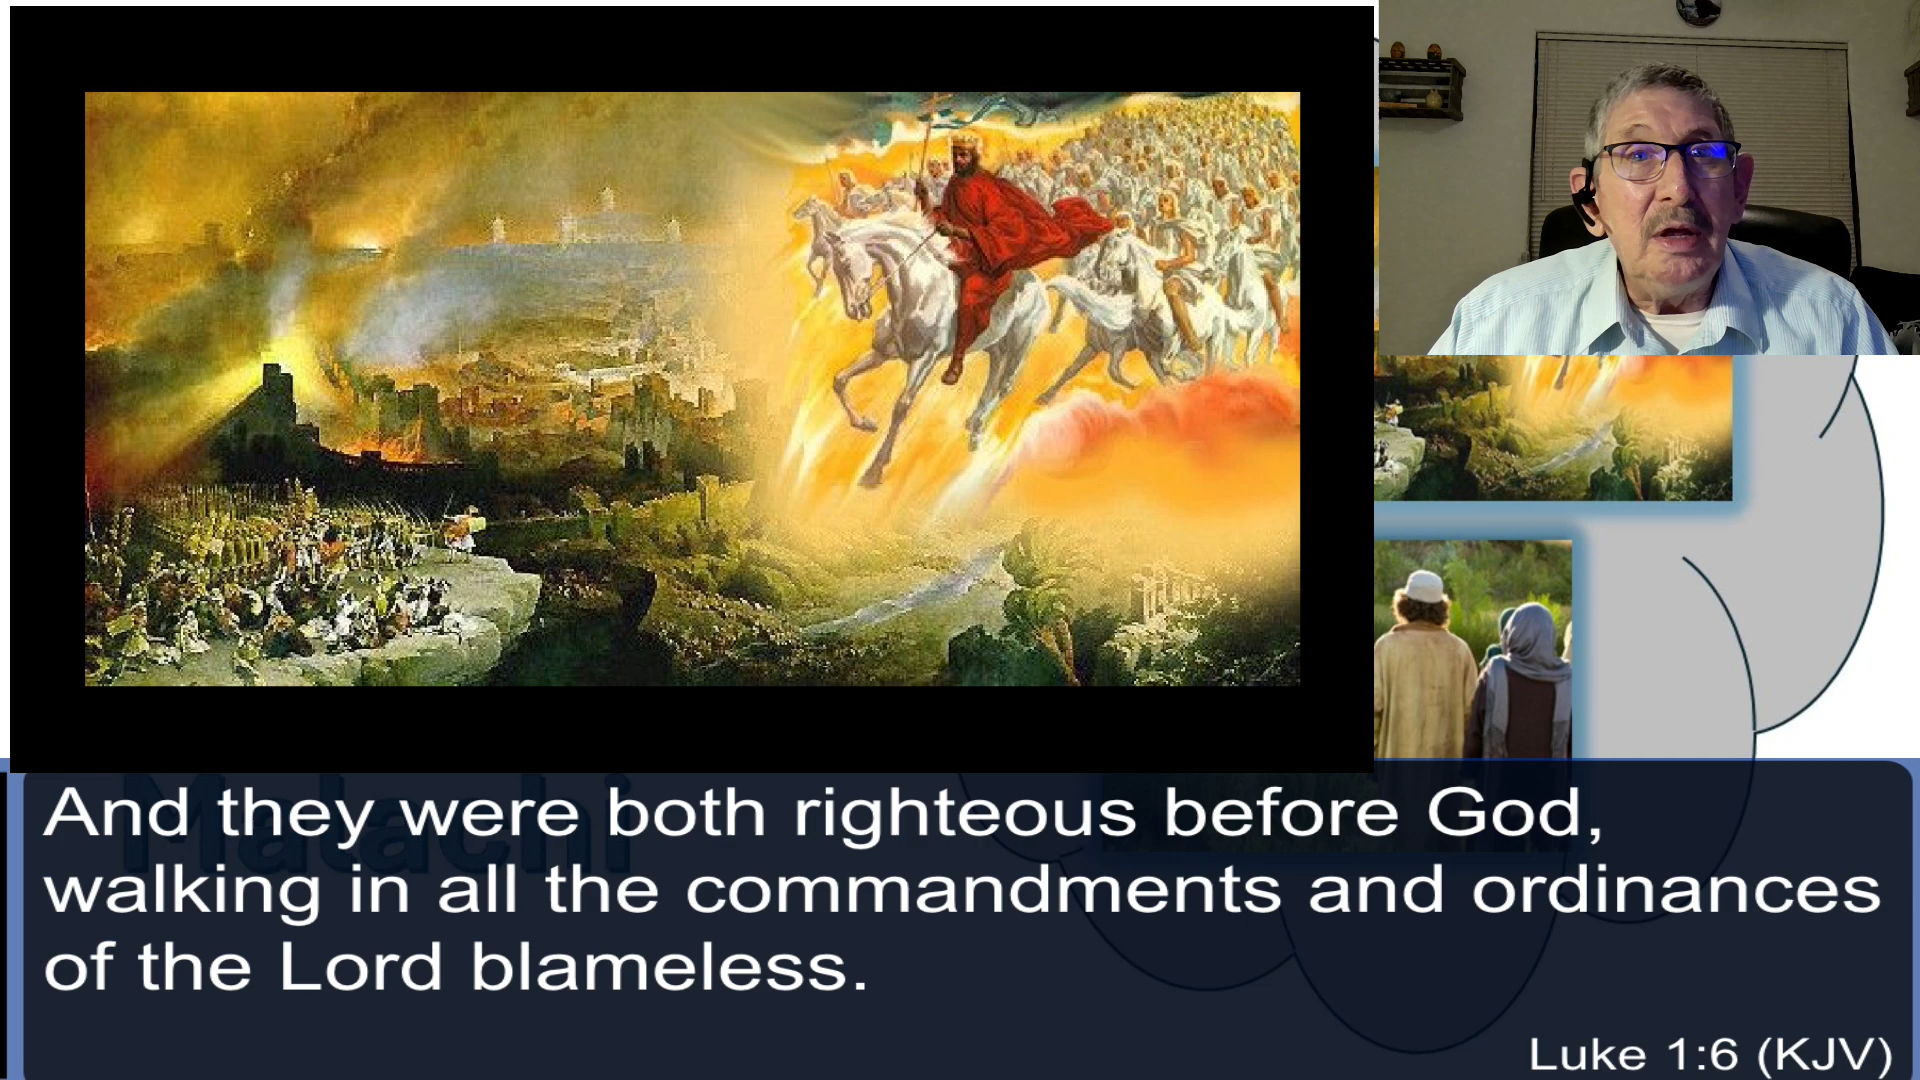 Malachi
And they were both righteous before God,
walking in all the commandments and ordinances
of the Lord blameless.
Luke 1:6 (KJV)